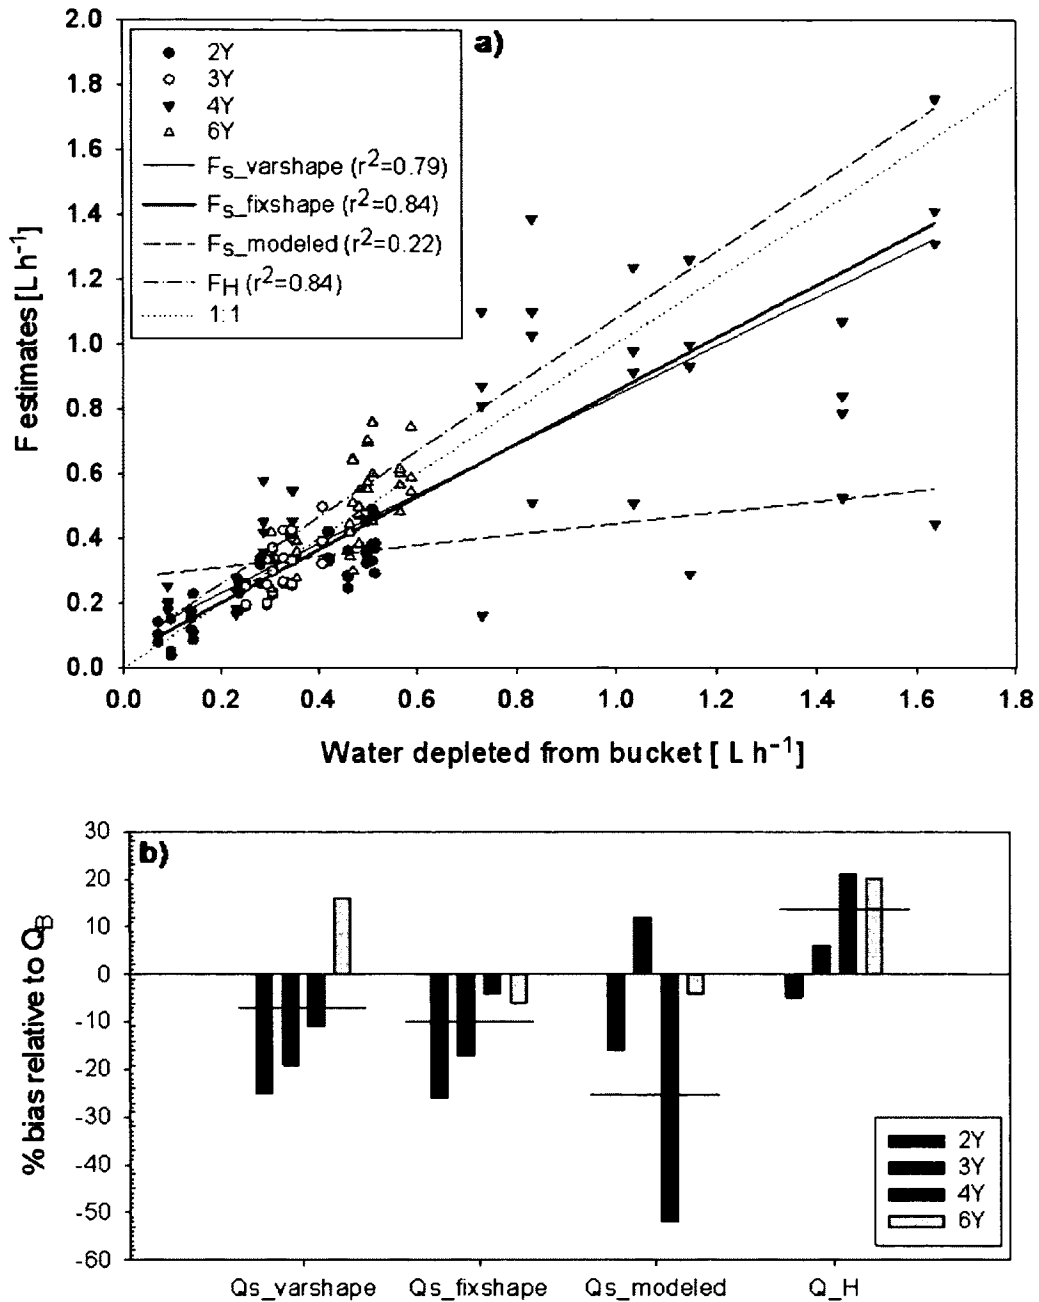 a)
2Y
3Y
4Y
6Y
Fs_varshape (r²=0.79)
Fs_fixshape (r²=0.84)
Fs_modeled (r²=0.22)
FH (r²=0.84)
1:1
F estimates [L h⁻¹]
2.0
1.8
1.6
1.4
1.2
1.0
0.8
0.6
0.4
0.2
0.0
0.0 0.2 0.4 0.6 0.8 1.0 1.2 1.4 1.6 1.8
Water depleted from bucket [ L h⁻¹]
b)
% bias relative to QB
30
20
10
0
-10
-20
-30
-40
-50
-60
2Y
3Y
4Y
6Y
Qs_varshape Qs_fixshape Qs_modeled Q_H